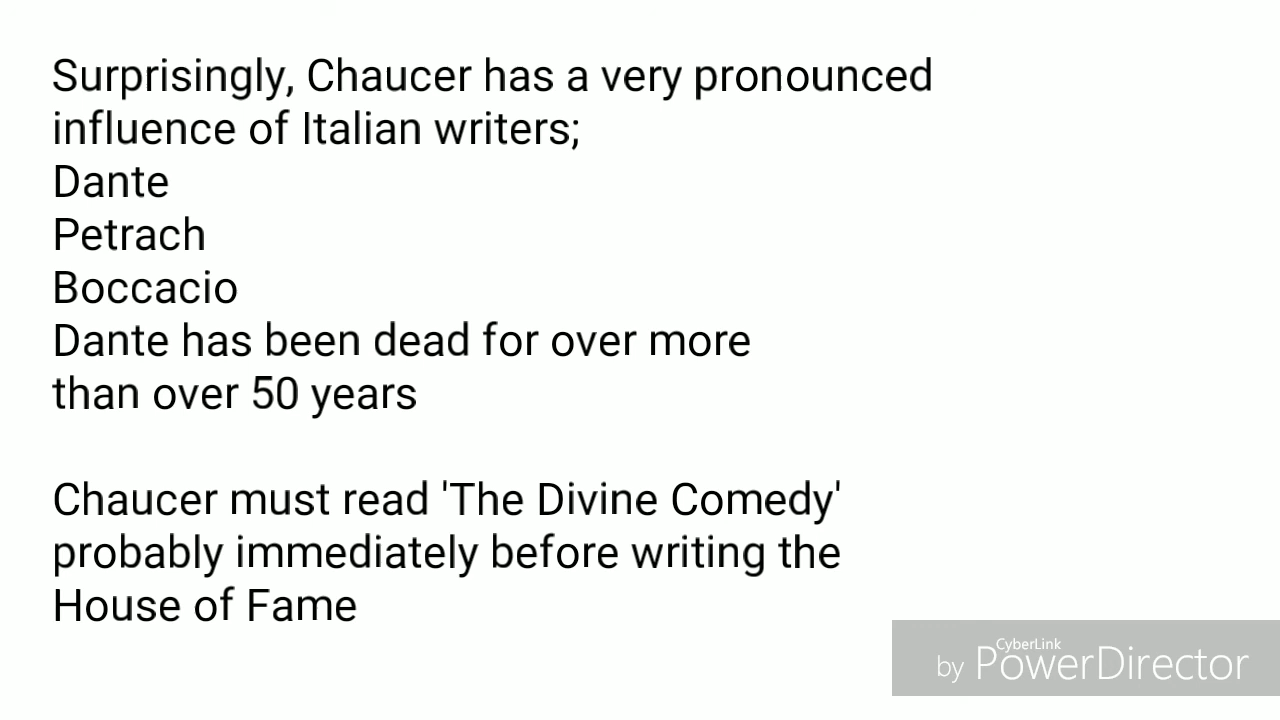 Surprisingly, Chaucer has a very pronounced
influence of Italian writers;
Dante
Petrach
Boccacio
Dante has been dead for over more
than over 50 years
Chaucer must read 'The Divine Comedy'
probably immediately before writing the
House of Fame
CyberLink
by PowerDirector